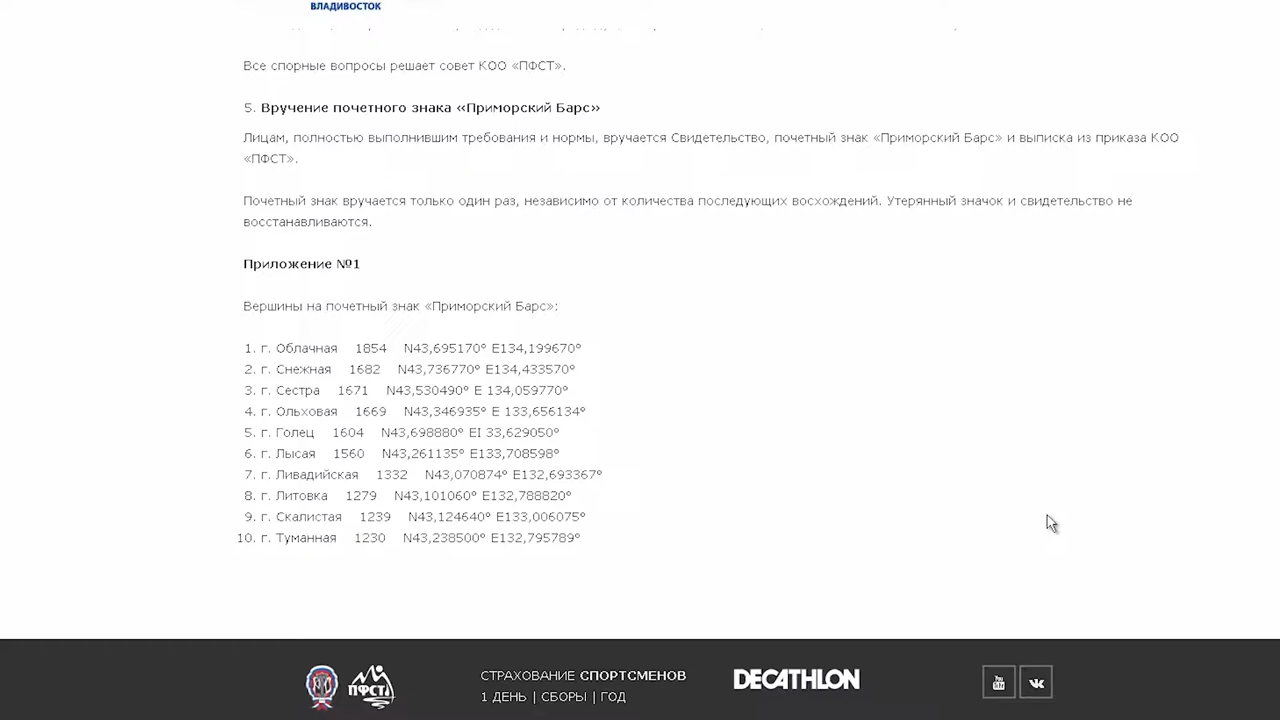 ВЛАДИВОСТОК
Все спорные вопросы решает совет КОО «ПФСТ».
5. Вручение почетного знака «Приморский Барс»
Лицам, полностью выполнившим требования и нормы, вручается Свидетельство, почетный знак «Приморский Барс» и выписка из приказа КОО
«ПФСТ».
Почетный знак вручается только один раз, независимо от количества последующих восхождений. Утерянный значок и свидетельство не
восстанавливаются.
Приложение №1
Вершины на почетный знак «Приморский Барс»:
1. г. Облачная 1854 N43,695170° E134,199670°
2. г. Снежная 1682 N43,736770° E134,433570°
3. г. Сестра 1671 N43,530490° E 134,059770°
4. г. Ольховая 1669 N43,346935° E 133,656134°
5. г. Голец 1604 N43,698880° EI 33,629050°
6. г. Лысая 1560 N43,261135° E133,708598°
7. г. Ливадийская 1332 N43,070874° E132,693367°
8. г. Литовка 1279 N43,101060° E132,788820°
9. г. Скалистая 1239 N43,124640° E133,006075°
10. г. Туманная 1230 N43,238500° E132,795789°
ПФСТ
СТРАХОВАНИЕ СПОРТСМЕНОВ
1 ДЕНЬ | СБОРЫ | ГОД
DECATHLON
You Tube